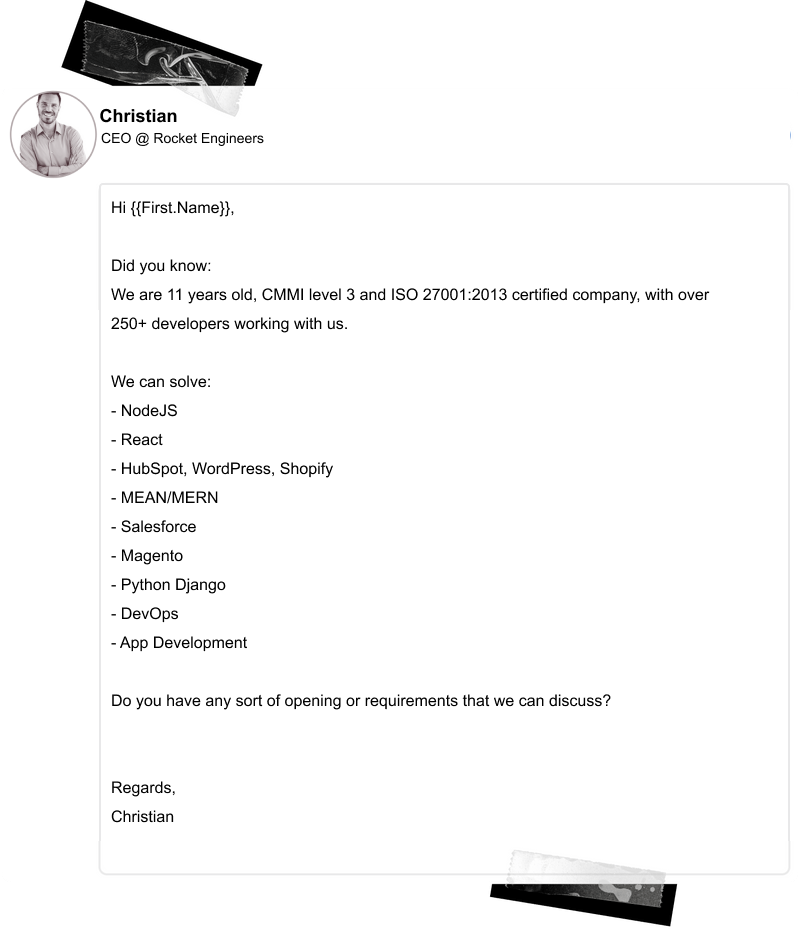 Christian
CEO @ Rocket Engineers
Hi {{First.Name}},
Did you know:
We are 11 years old, CMMI level 3 and ISO 27001:2013 certified company, with over
250+ developers working with us.
We can solve:
- NodeJS
- React
- HubSpot, WordPress, Shopify
- MEAN/MERN
- Salesforce
- Magento
- Python Django
- DevOps
- App Development
Do you have any sort of opening or requirements that we can discuss?
Regards,
Christian